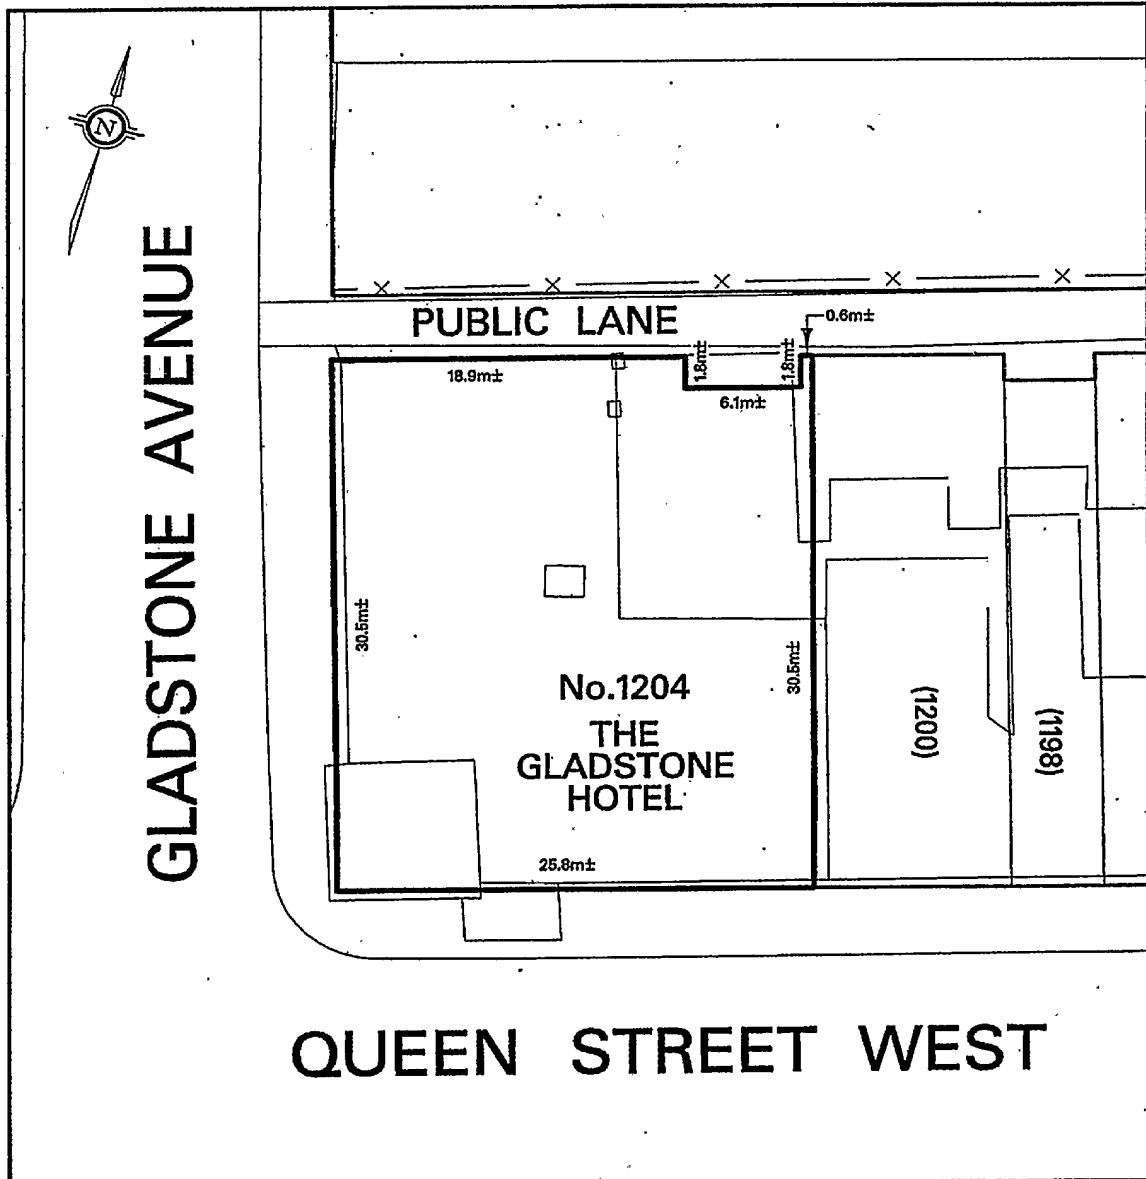 N
GLADSTONE AVENUE
PUBLIC LANE
0.6m±
18.9m±
1.8m±
1.8m±
6.1m±
30.5m±
30.5m±
No.1204
THE
GLADSTONE
HOTEL
(1200)
(1198)
25.8m±
QUEEN STREET WEST